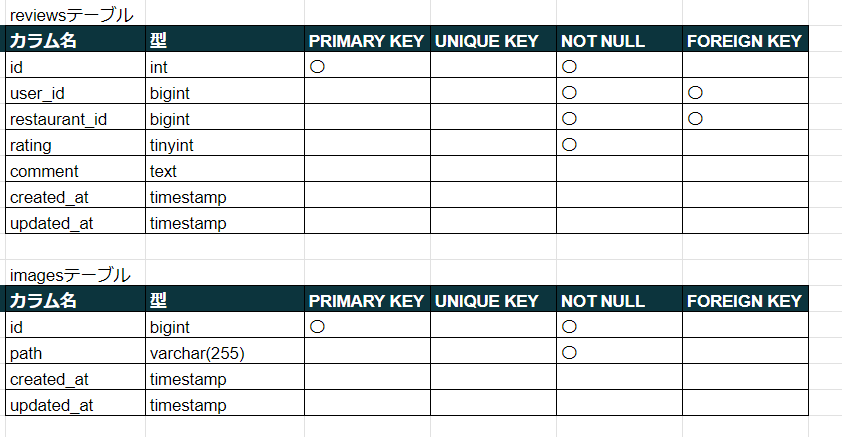 reviewsテーブル
カラム名 型 PRIMARY KEY UNIQUE KEY NOT NULL FOREIGN KEY
id int 〇 〇
user_id bigint 〇 〇
restaurant_id bigint 〇 〇
rating tinyint 〇
comment text
created_at timestamp
updated_at timestamp
imagesテーブル
カラム名 型 PRIMARY KEY UNIQUE KEY NOT NULL FOREIGN KEY
id bigint 〇 〇
path varchar(255) 〇
created_at timestamp
updated_at timestamp